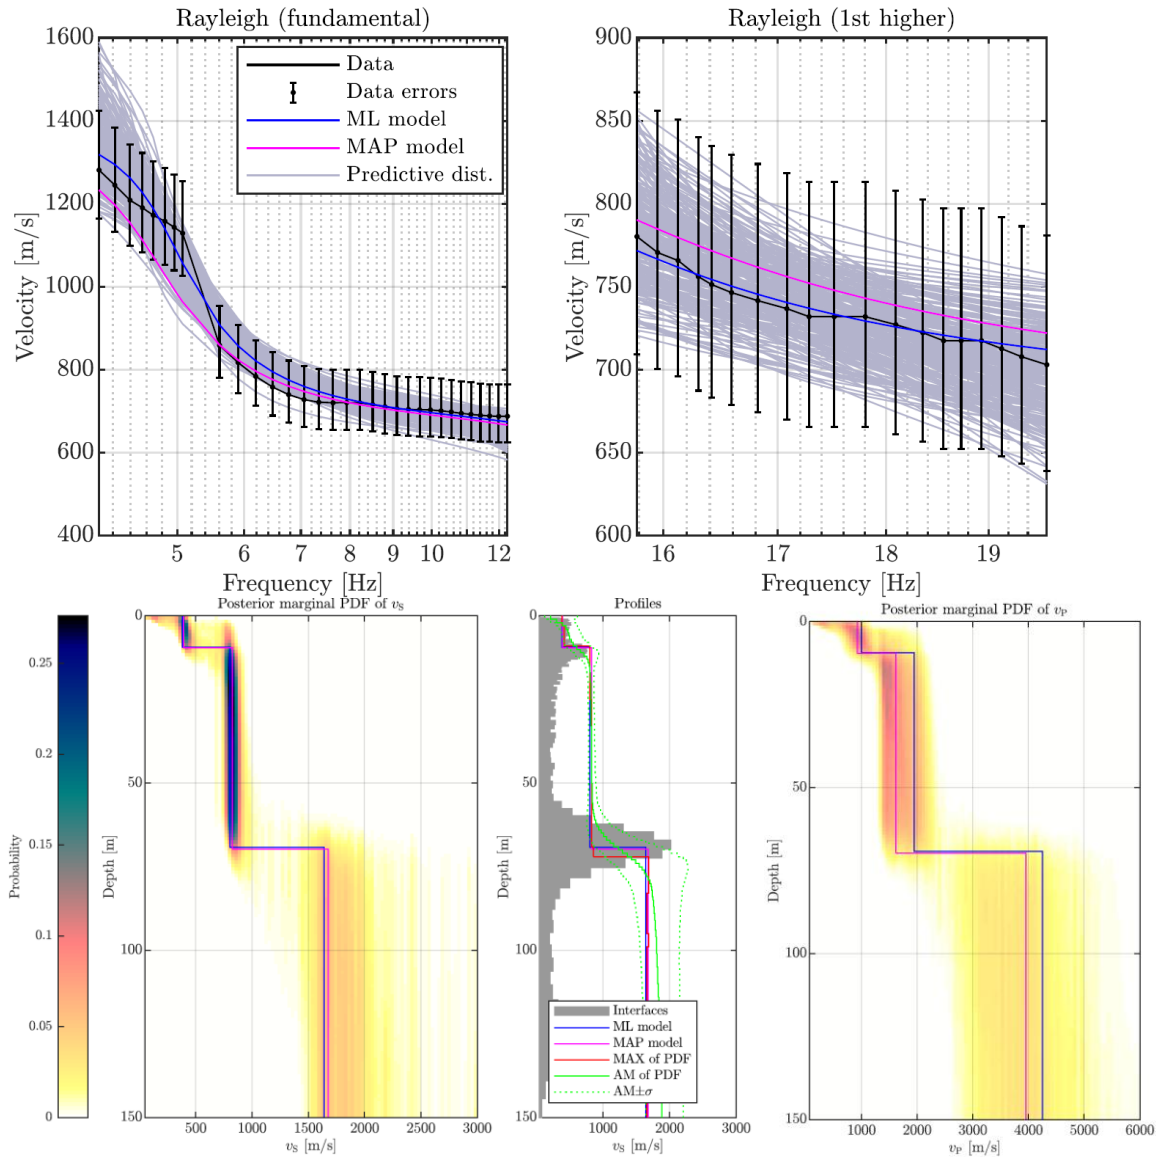 Rayleigh (fundamental)
1600
1400
1200
1000
800
600
400
Velocity [m/s]
5
6
7
8
9
10
12
Frequency [Hz]
Data
Data errors
ML model
MAP model
Predictive dist.
Rayleigh (1st higher)
900
850
800
750
700
650
600
Velocity [m/s]
16
17
18
19
Frequency [Hz]
0.25
0.2
0.15
0.1
0.05
0
Probability
Posterior marginal PDF of vS
0
50
100
150
Depth [m]
500
1000
1500
2000
2500
3000
vS [m/s]
Profiles
0
50
100
150
Depth [m]
1000
2000
3000
vS [m/s]
Interfaces
ML model
MAP model
MAX of PDF
AM of PDF
AM±σ
Posterior marginal PDF of vP
0
50
100
150
Depth [m]
1000
2000
3000
4000
5000
6000
vP [m/s]